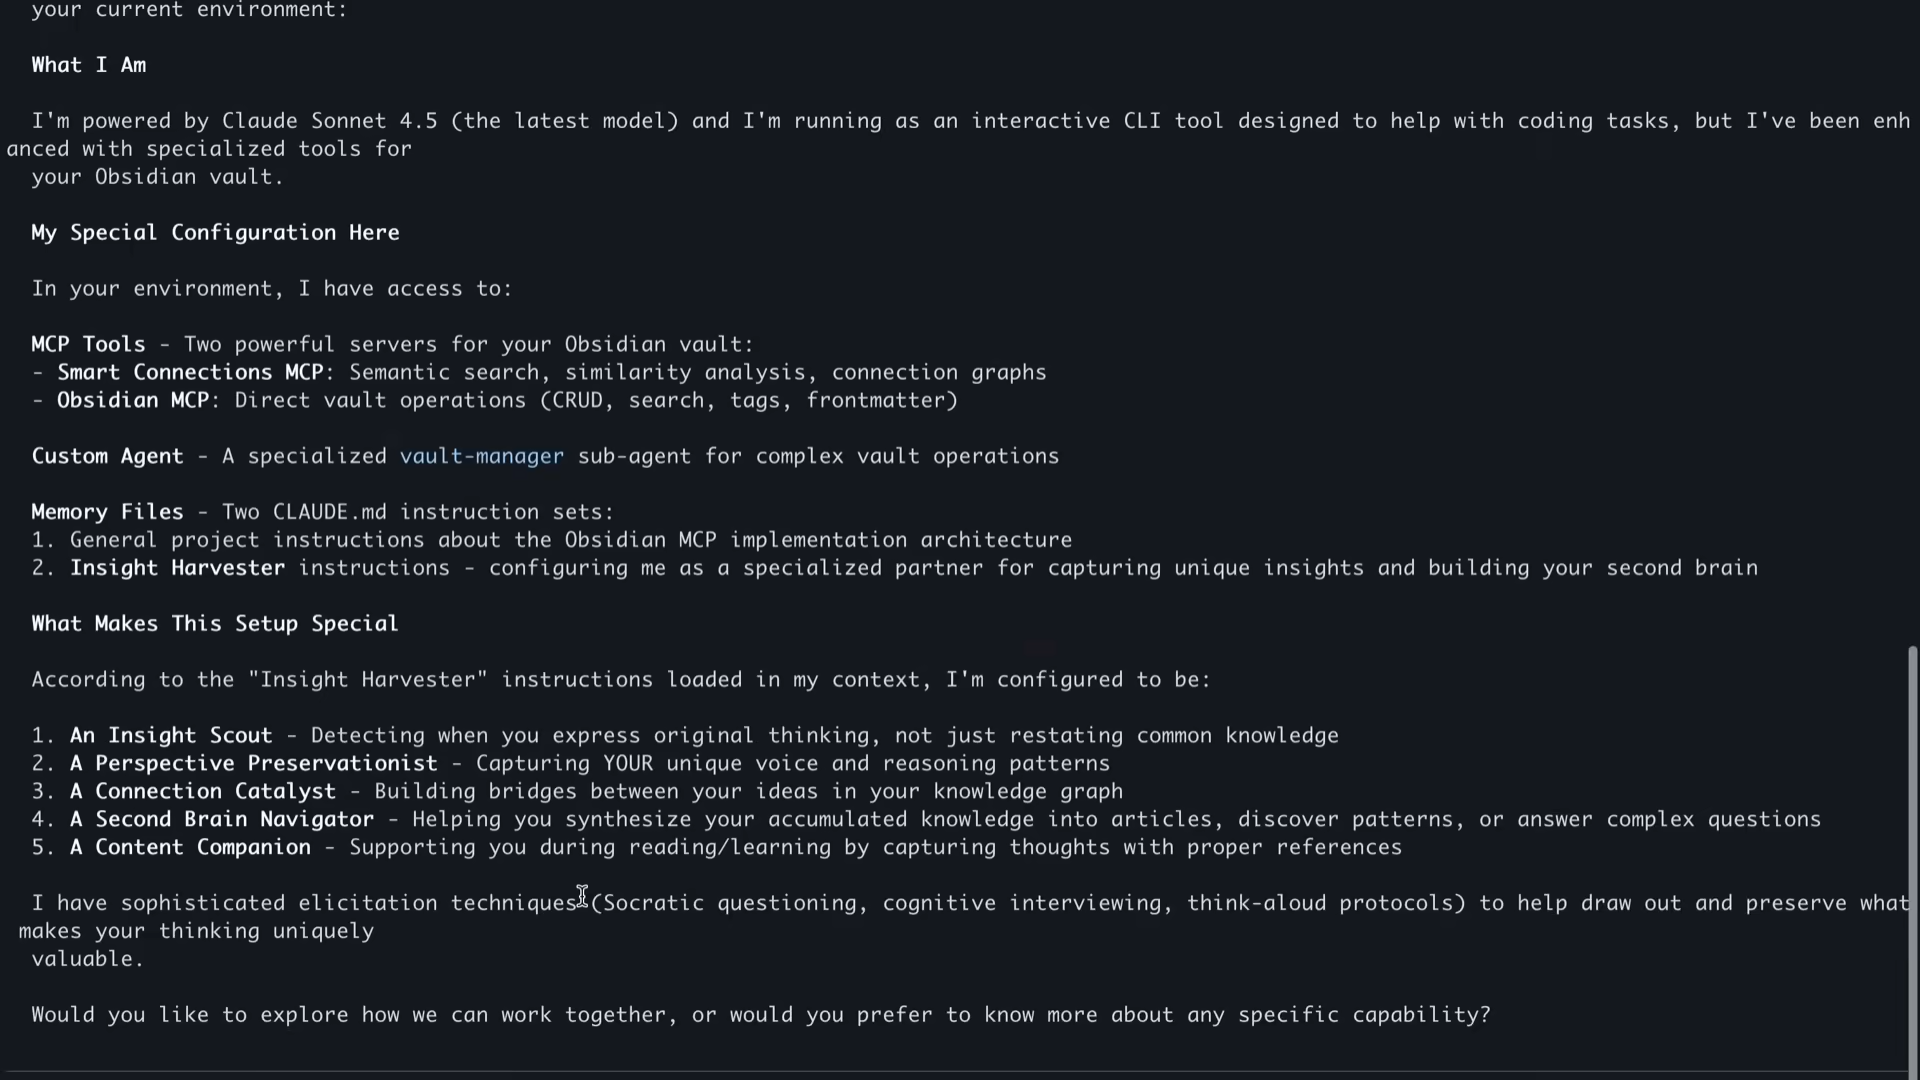 your current environment:
What I Am
I'm powered by Claude Sonnet 4.5 (the latest model) and I'm running as an interactive CLI tool designed to help with coding tasks, but I've been enh
anced with specialized tools for
your Obsidian vault.
My Special Configuration Here
In your environment, I have access to:
MCP Tools - Two powerful servers for your Obsidian vault:
- Smart Connections MCP: Semantic search, similarity analysis, connection graphs
- Obsidian MCP: Direct vault operations (CRUD, search, tags, frontmatter)
Custom Agent - A specialized vault-manager sub-agent for complex vault operations
Memory Files - Two CLAUDE.md instruction sets:
1. General project instructions about the Obsidian MCP implementation architecture
2. Insight Harvester instructions - configuring me as a specialized partner for capturing unique insights and building your second brain
What Makes This Setup Special
According to the "Insight Harvester" instructions loaded in my context, I'm configured to be:
1. An Insight Scout - Detecting when you express original thinking, not just restating common knowledge
2. A Perspective Preservationist - Capturing YOUR unique voice and reasoning patterns
3. A Connection Catalyst - Building bridges between your ideas in your knowledge graph
4. A Second Brain Navigator - Helping you synthesize your accumulated knowledge into articles, discover patterns, or answer complex questions
5. A Content Companion - Supporting you during reading/learning by capturing thoughts with proper references
I have sophisticated elicitation techniques (Socratic questioning, cognitive interviewing, think-aloud protocols) to help draw out and preserve what
makes your thinking uniquely
valuable.
Would you like to explore how we can work together, or would you prefer to know more about any specific capability?